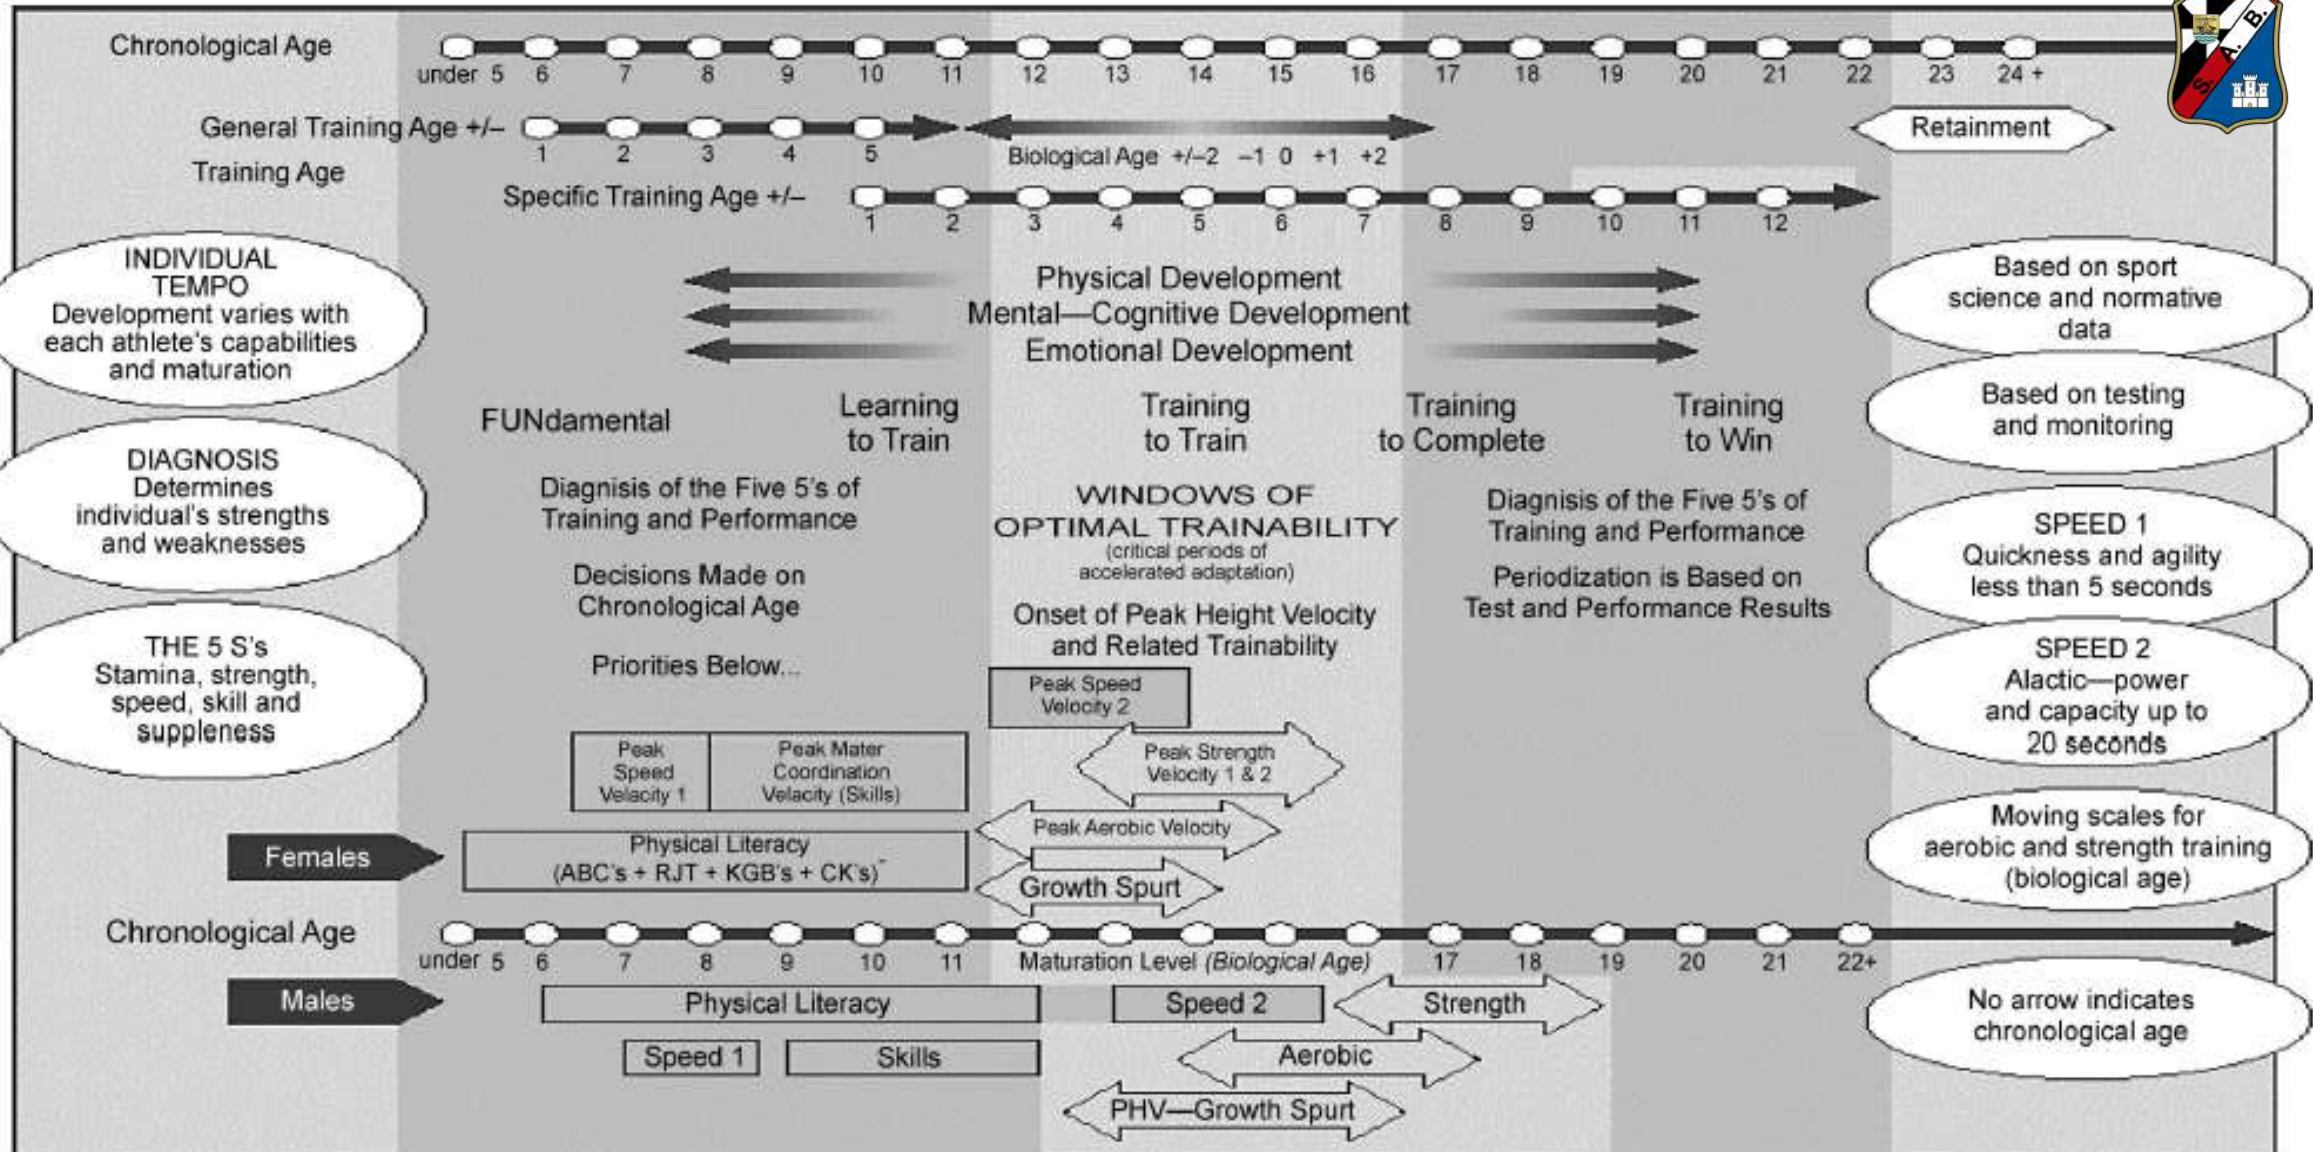 Chronological Age
under 5 6 7 8 9 10 11 12 13 14 15 16 17 18 19 20 21 22 23 24 +
General Training Age +/–
1 2 3 4 5
Biological Age +/–2 –1 0 +1 +2
Retainment
Training Age
Specific Training Age +/–
1 2 3 4 5 6 7 8 9 10 11 12
S. A. B.
INDIVIDUAL
TEMPO
Development varies with
each athlete's capabilities
and maturation
DIAGNOSIS
Determines
individual's strengths
and weaknesses
THE 5 S's
Stamina, strength,
speed, skill and
suppleness
Physical Development
Mental—Cognitive Development
Emotional Development
FUNdamental
Learning
to Train
Training
to Train
Training
to Complete
Training
to Win
Diagnisis of the Five 5's of
Training and Performance
Decisions Made on
Chronological Age
Priorities Below...
WINDOWS OF
OPTIMAL TRAINABILITY
(critical periods of
accelerated adaptation)
Onset of Peak Height Velocity
and Related Trainability
Diagnisis of the Five 5's of
Training and Performance
Periodization is Based on
Test and Performance Results
Based on sport
science and normative
data
Based on testing
and monitoring
SPEED 1
Quickness and agility
less than 5 seconds
SPEED 2
Alactic—power
and capacity up to
20 seconds
Moving scales for
aerobic and strength training
(biological age)
No arrow indicates
chronological age
Peak Speed
Velocity 2
Peak
Speed
Velacity 1
Peak Mater
Coordination
Velacity (Skills)
Peak Strength
Velocity 1 & 2
Peak Aerobic Velocity
Females
Physical Literacy
(ABC's + RJT + KGB's + CK's)*
Growth Spurt
Chronological Age
under 5 6 7 8 9 10 11 Maturation Level (Biological Age) 17 18 19 20 21 22+
Males
Physical Literacy
Speed 2
Strength
Speed 1
Skills
Aerobic
PHV—Growth Spurt